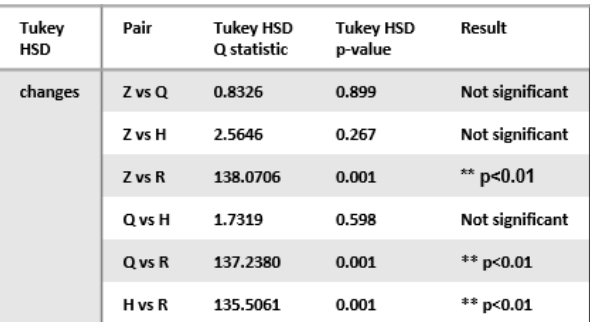 Tukey HSD Pair Tukey HSD Q statistic Tukey HSD p-value Result
changes Z vs Q 0.8326 0.899 Not significant
Z vs H 2.5646 0.267 Not significant
Z vs R 138.0706 0.001 ** p<0.01
Q vs H 1.7319 0.598 Not significant
Q vs R 137.2380 0.001 ** p<0.01
H vs R 135.5061 0.001 ** p<0.01